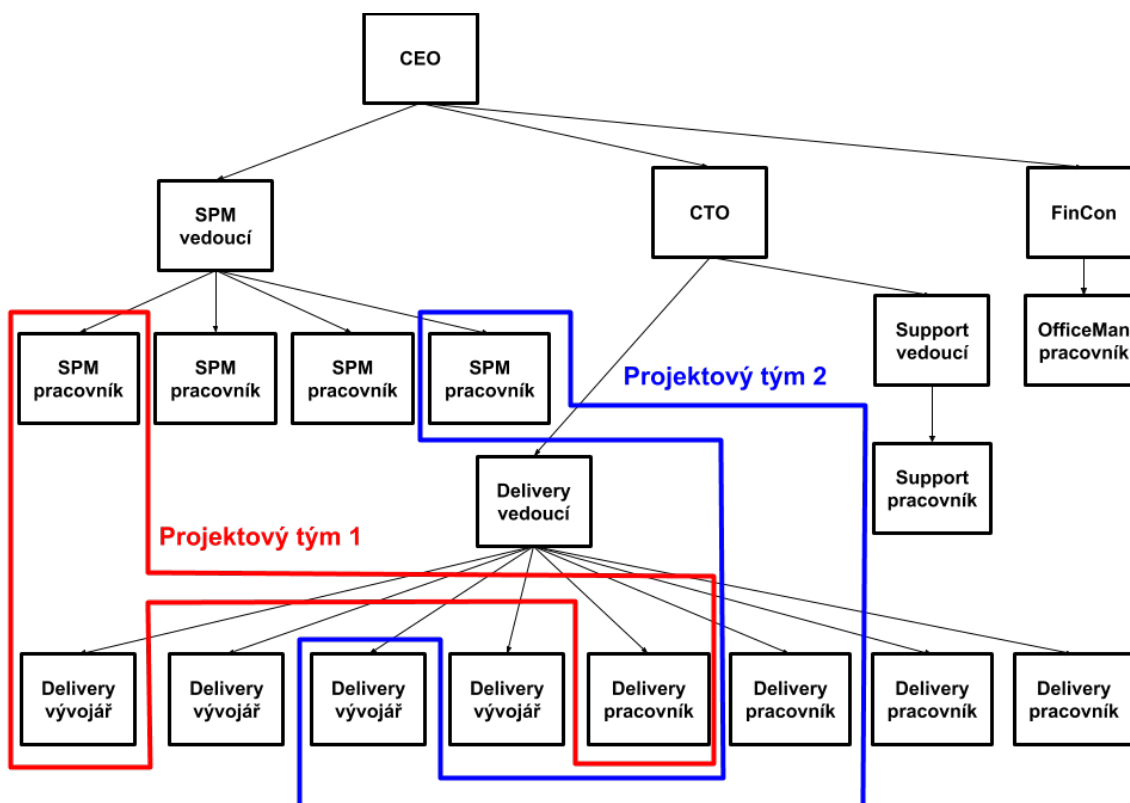 CEO
SPM
vedoucí
CTO
FinCon
SPM
pracovník
SPM
pracovník
SPM
pracovník
SPM
pracovník
Projektový tým 2
Support
vedoucí
OfficeMan
pracovník
Support
pracovník
Delivery
vedoucí
Projektový tým 1
Delivery
vývojář
Delivery
vývojář
Delivery
vývojář
Delivery
vývojář
Delivery
pracovník
Delivery
pracovník
Delivery
pracovník
Delivery
pracovník